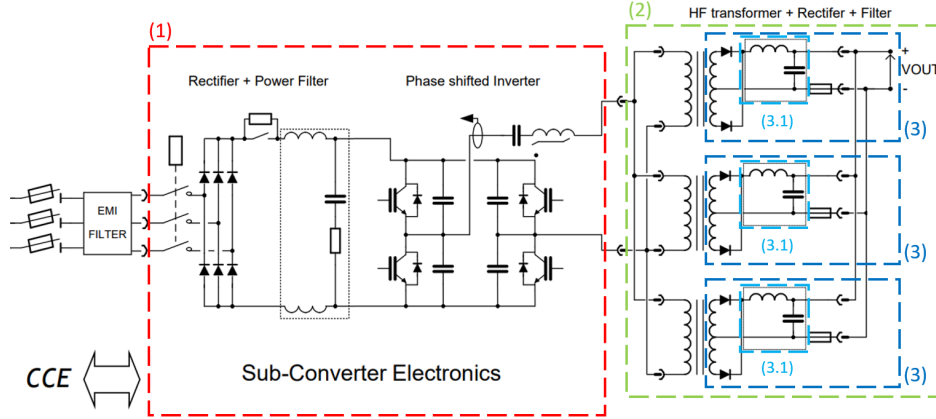 (1)
(2)
HF transformer + Rectifer + Filter
Rectifier + Power Filter
Phase shifted Inverter
+
VOUT
-
(3.1)
(3)
EMI
FILTER
(3.1)
(3)
(3.1)
(3)
CCE
Sub-Converter Electronics